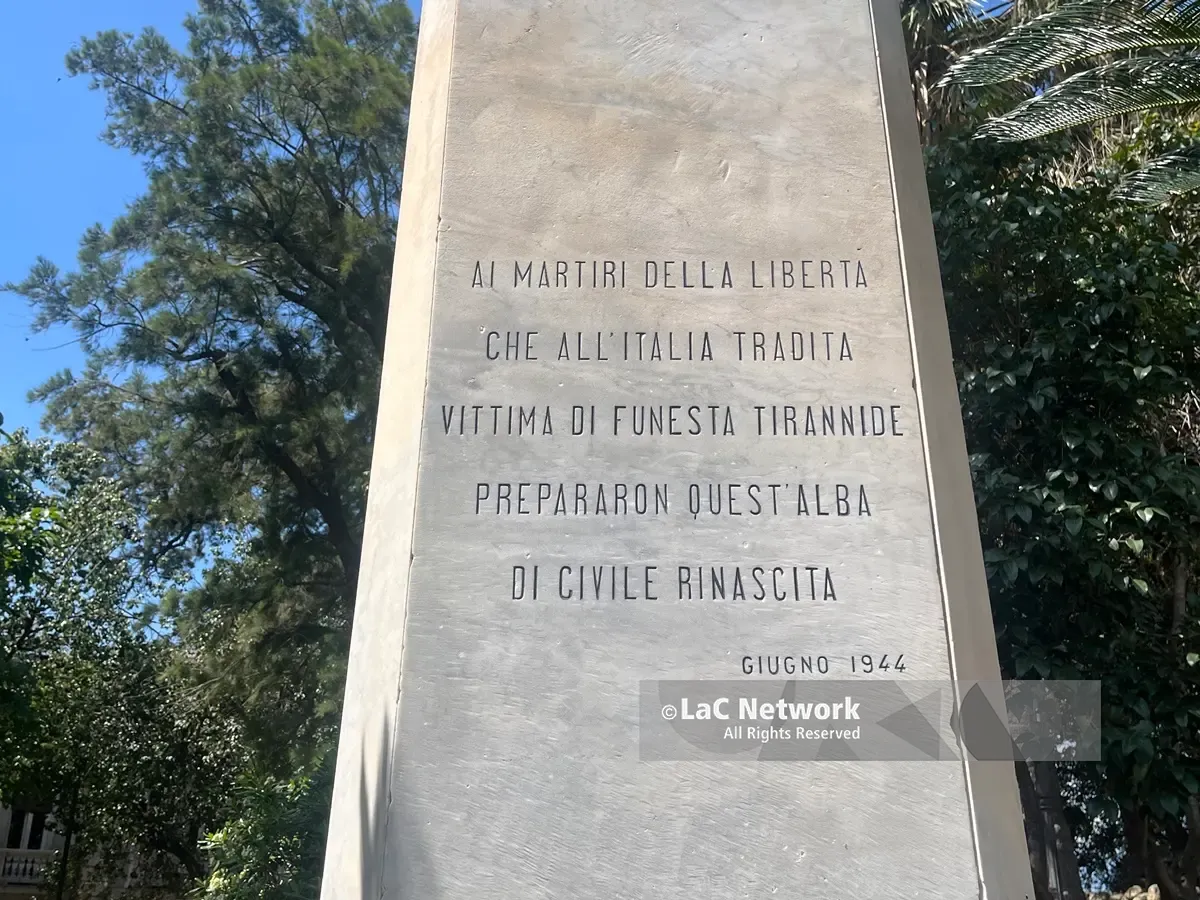 AI MARTIRI DELLA LIBERTA
CHE ALL'ITALIA TRADITA
VITTIMA DI FUNESTA TIRANNIDE
PREPARARON QUEST'ALBA
DI CIVILE RINASCITA
GIUGNO 1944
©LaC Network
All Rights Reserved